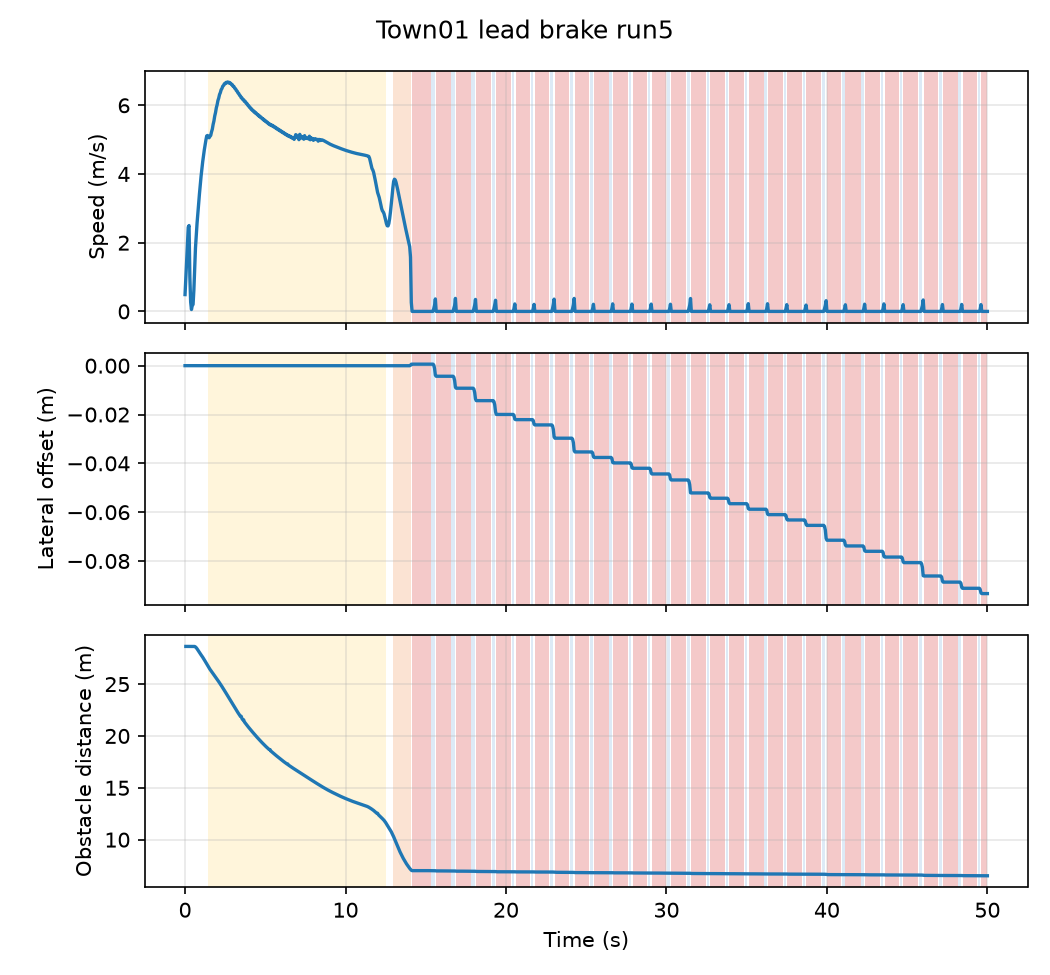 Town01 lead brake run5
Speed (m/s)
6
4
2
0
Lateral offset (m)
0.00
−0.02
−0.04
−0.06
−0.08
Obstacle distance (m)
25
20
15
10
0 10 20 30 40 50
Time (s)